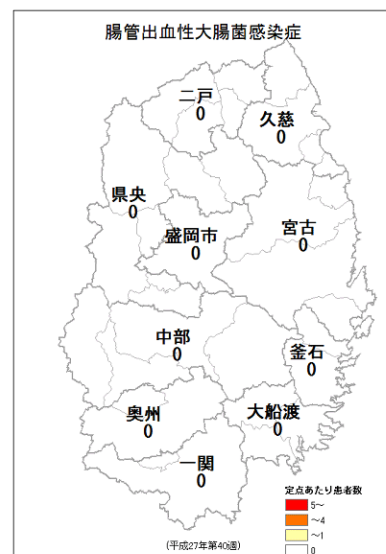 腸管出血性大腸菌感染症
二戸
0
久慈
0
県央
0
盛岡市
0
宮古
0
中部
0
釜石
0
奥州
0
大船渡
0
一関
0
定点あたり患者数
5～
～4
～1
0
(平成27年第40週)